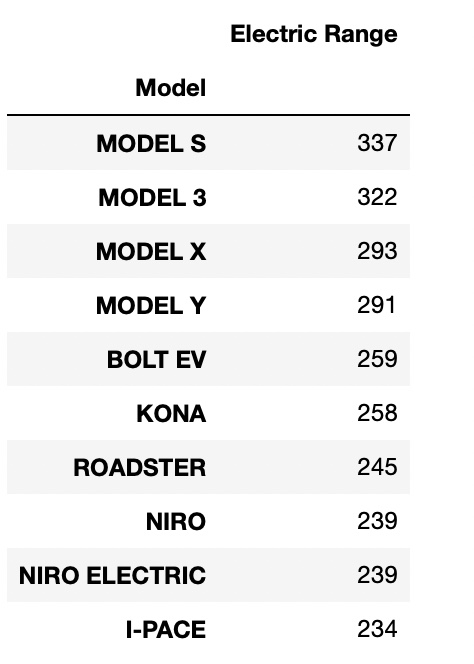 Electric Range
Model
MODEL S 337
MODEL 3 322
MODEL X 293
MODEL Y 291
BOLT EV 259
KONA 258
ROADSTER 245
NIRO 239
NIRO ELECTRIC 239
I-PACE 234